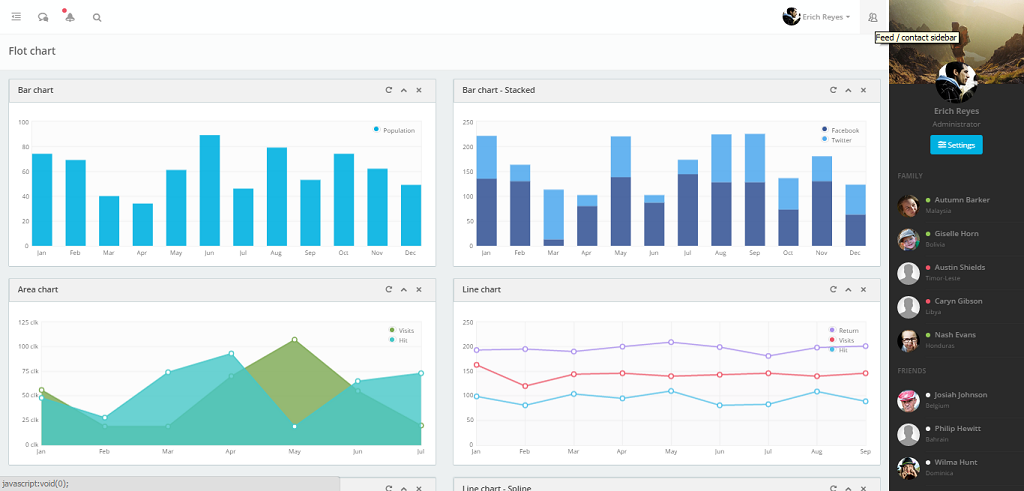 Erich Reyes
Feed / contact sidebar
Flot chart
Bar chart
100
80
60
40
20
0
Population
Jan Feb Mar Apr May Jun Jul Aug Sep Oct Nov Dec
Bar chart - Stacked
250
200
150
100
50
0
Facebook
Twitter
Jan Feb Mar Apr May Jun Jul Aug Sep Oct Nov Dec
Area chart
125 clk
100 clk
75 clk
50 clk
25 clk
0 clk
Visits
Hit
Jan Feb Mar Apr May Jun Jul
Line chart
250
200
150
100
50
0
Return
Visits
Hit
Jan Feb Mar Apr May Jun Jul Aug Sep
javascript:void(0);
Line chart - Spline
Erich Reyes
Administrator
Settings
FAMILY
Autumn Barker
Malaysia
Giselle Horn
Bolivia
Austin Shields
Timor-Leste
Caryn Gibson
Libya
Nash Evans
Honduras
FRIENDS
Josiah Johnson
Belgium
Philip Hewitt
Bahrain
Wilma Hunt
Dominica